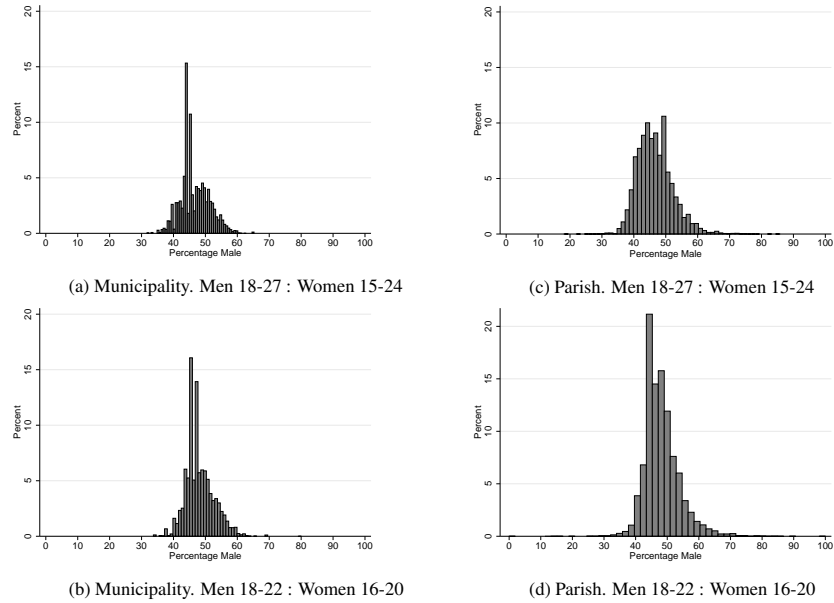 20
15
Percent
10
5
0
0 10 20 30 40 50 60 70 80 90 100
Percentage Male
(a) Municipality. Men 18-27 : Women 15-24
20
15
Percent
10
5
0
0 10 20 30 40 50 60 70 80 90 100
Percentage Male
(c) Parish. Men 18-27 : Women 15-24
20
15
Percent
10
5
0
0 10 20 30 40 50 60 70 80 90 100
Percentage Male
(b) Municipality. Men 18-22 : Women 16-20
20
15
Percent
10
5
0
0 10 20 30 40 50 60 70 80 90 100
Percentage Male
(d) Parish. Men 18-22 : Women 16-20